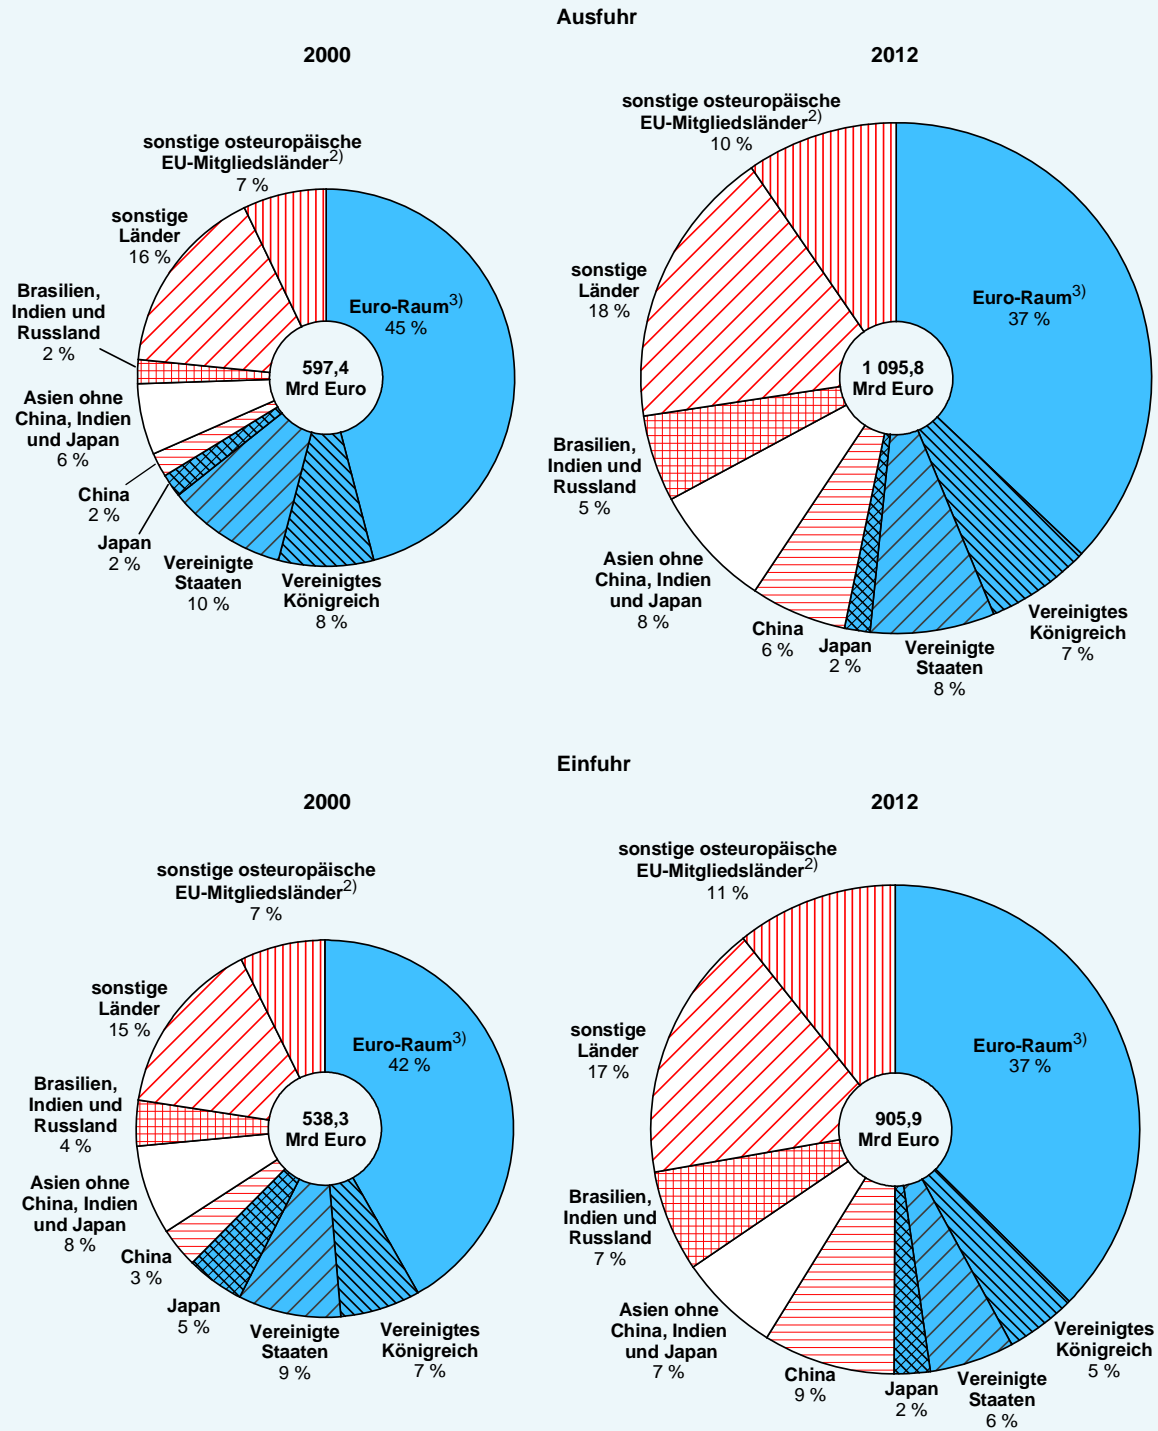 Ausfuhr
2000
2012
sonstige osteuropäische
EU-Mitgliedsländer2)
7 %
sonstige
Länder
16 %
Brasilien,
Indien und
Russland
2 %
Asien ohne
China, Indien
und Japan
6 %
China
2 %
Japan
2 %
Vereinigte
Staaten
10 %
Vereinigtes
Königreich
8 %
Euro-Raum3)
45 %
597,4
Mrd Euro
sonstige osteuropäische
EU-Mitgliedsländer2)
10 %
sonstige
Länder
18 %
Brasilien,
Indien und
Russland
5 %
Asien ohne
China, Indien
und Japan
8 %
China
6 %
Japan
2 %
Vereinigte
Staaten
8 %
Vereinigtes
Königreich
7 %
Euro-Raum3)
37 %
1 095,8
Mrd Euro
Einfuhr
2000
2012
sonstige osteuropäische
EU-Mitgliedsländer2)
7 %
sonstige
Länder
15 %
Brasilien,
Indien und
Russland
4 %
Asien ohne
China, Indien
und Japan
8 %
China
3 %
Japan
5 %
Vereinigte
Staaten
9 %
Vereinigtes
Königreich
7 %
Euro-Raum3)
42 %
538,3
Mrd Euro
sonstige osteuropäische
EU-Mitgliedsländer2)
11 %
sonstige
Länder
17 %
Brasilien,
Indien und
Russland
7 %
Asien ohne
China, Indien
und Japan
7 %
China
9 %
Japan
2 %
Vereinigte
Staaten
6 %
Vereinigtes
Königreich
5 %
Euro-Raum3)
37 %
905,9
Mrd Euro